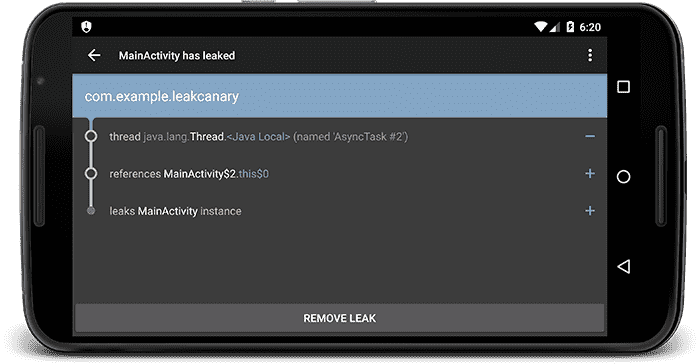 6:20
MainActivity has leaked
com.example.leakcanary
thread java.lang.Thread.<Java Local> (named 'AsyncTask #2')
references MainActivity$2.this$0
leaks MainActivity instance
REMOVE LEAK